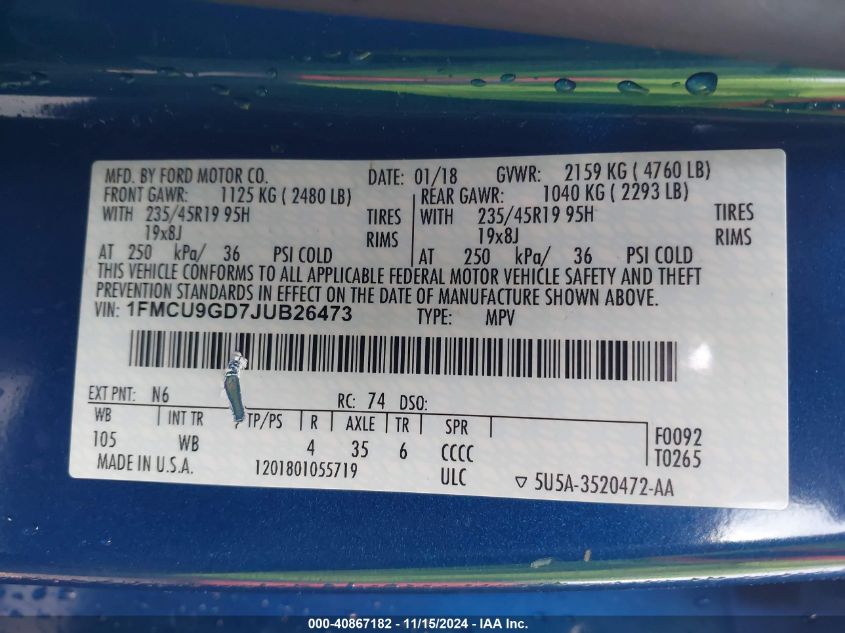 MFD. BY FORD MOTOR CO. DATE: 01/18 GVWR: 2159 KG ( 4760 LB)
FRONT GAWR: 1125 KG ( 2480 LB) REAR GAWR: 1040 KG ( 2293 LB)
WITH 235/45R19 95H TIRES WITH 235/45R19 95H TIRES
19x8J RIMS 19x8J RIMS
AT 250 kPa/ 36 PSI COLD AT 250 kPa/ 36 PSI COLD
THIS VEHICLE CONFORMS TO ALL APPLICABLE FEDERAL MOTOR VEHICLE SAFETY AND THEFT
PREVENTION STANDARDS IN EFFECT ON THE DATE OF MANUFACTURE SHOWN ABOVE.
VIN: 1FMCU9GD7JUB26473 TYPE: MPV
EXT PNT: N6 RC: 74 DSO:
WB INT TR TP/PS R AXLE TR SPR F0092
105 WB 4 35 6 CCCC T0265
MADE IN U.S.A. 1201801055719 ULC ▽ 5U5A-3520472-AA
000-40867182 - 11/15/2024 - IAA Inc.